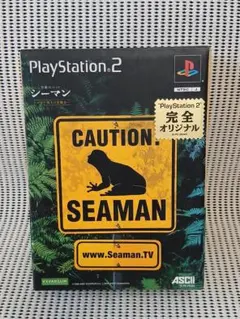 PlayStation 2
シーマン
"PlayStation 2"
完全
オリジナル
CAUTION!
SEAMAN
www.Seaman.TV
VIVARIUM
ASCII